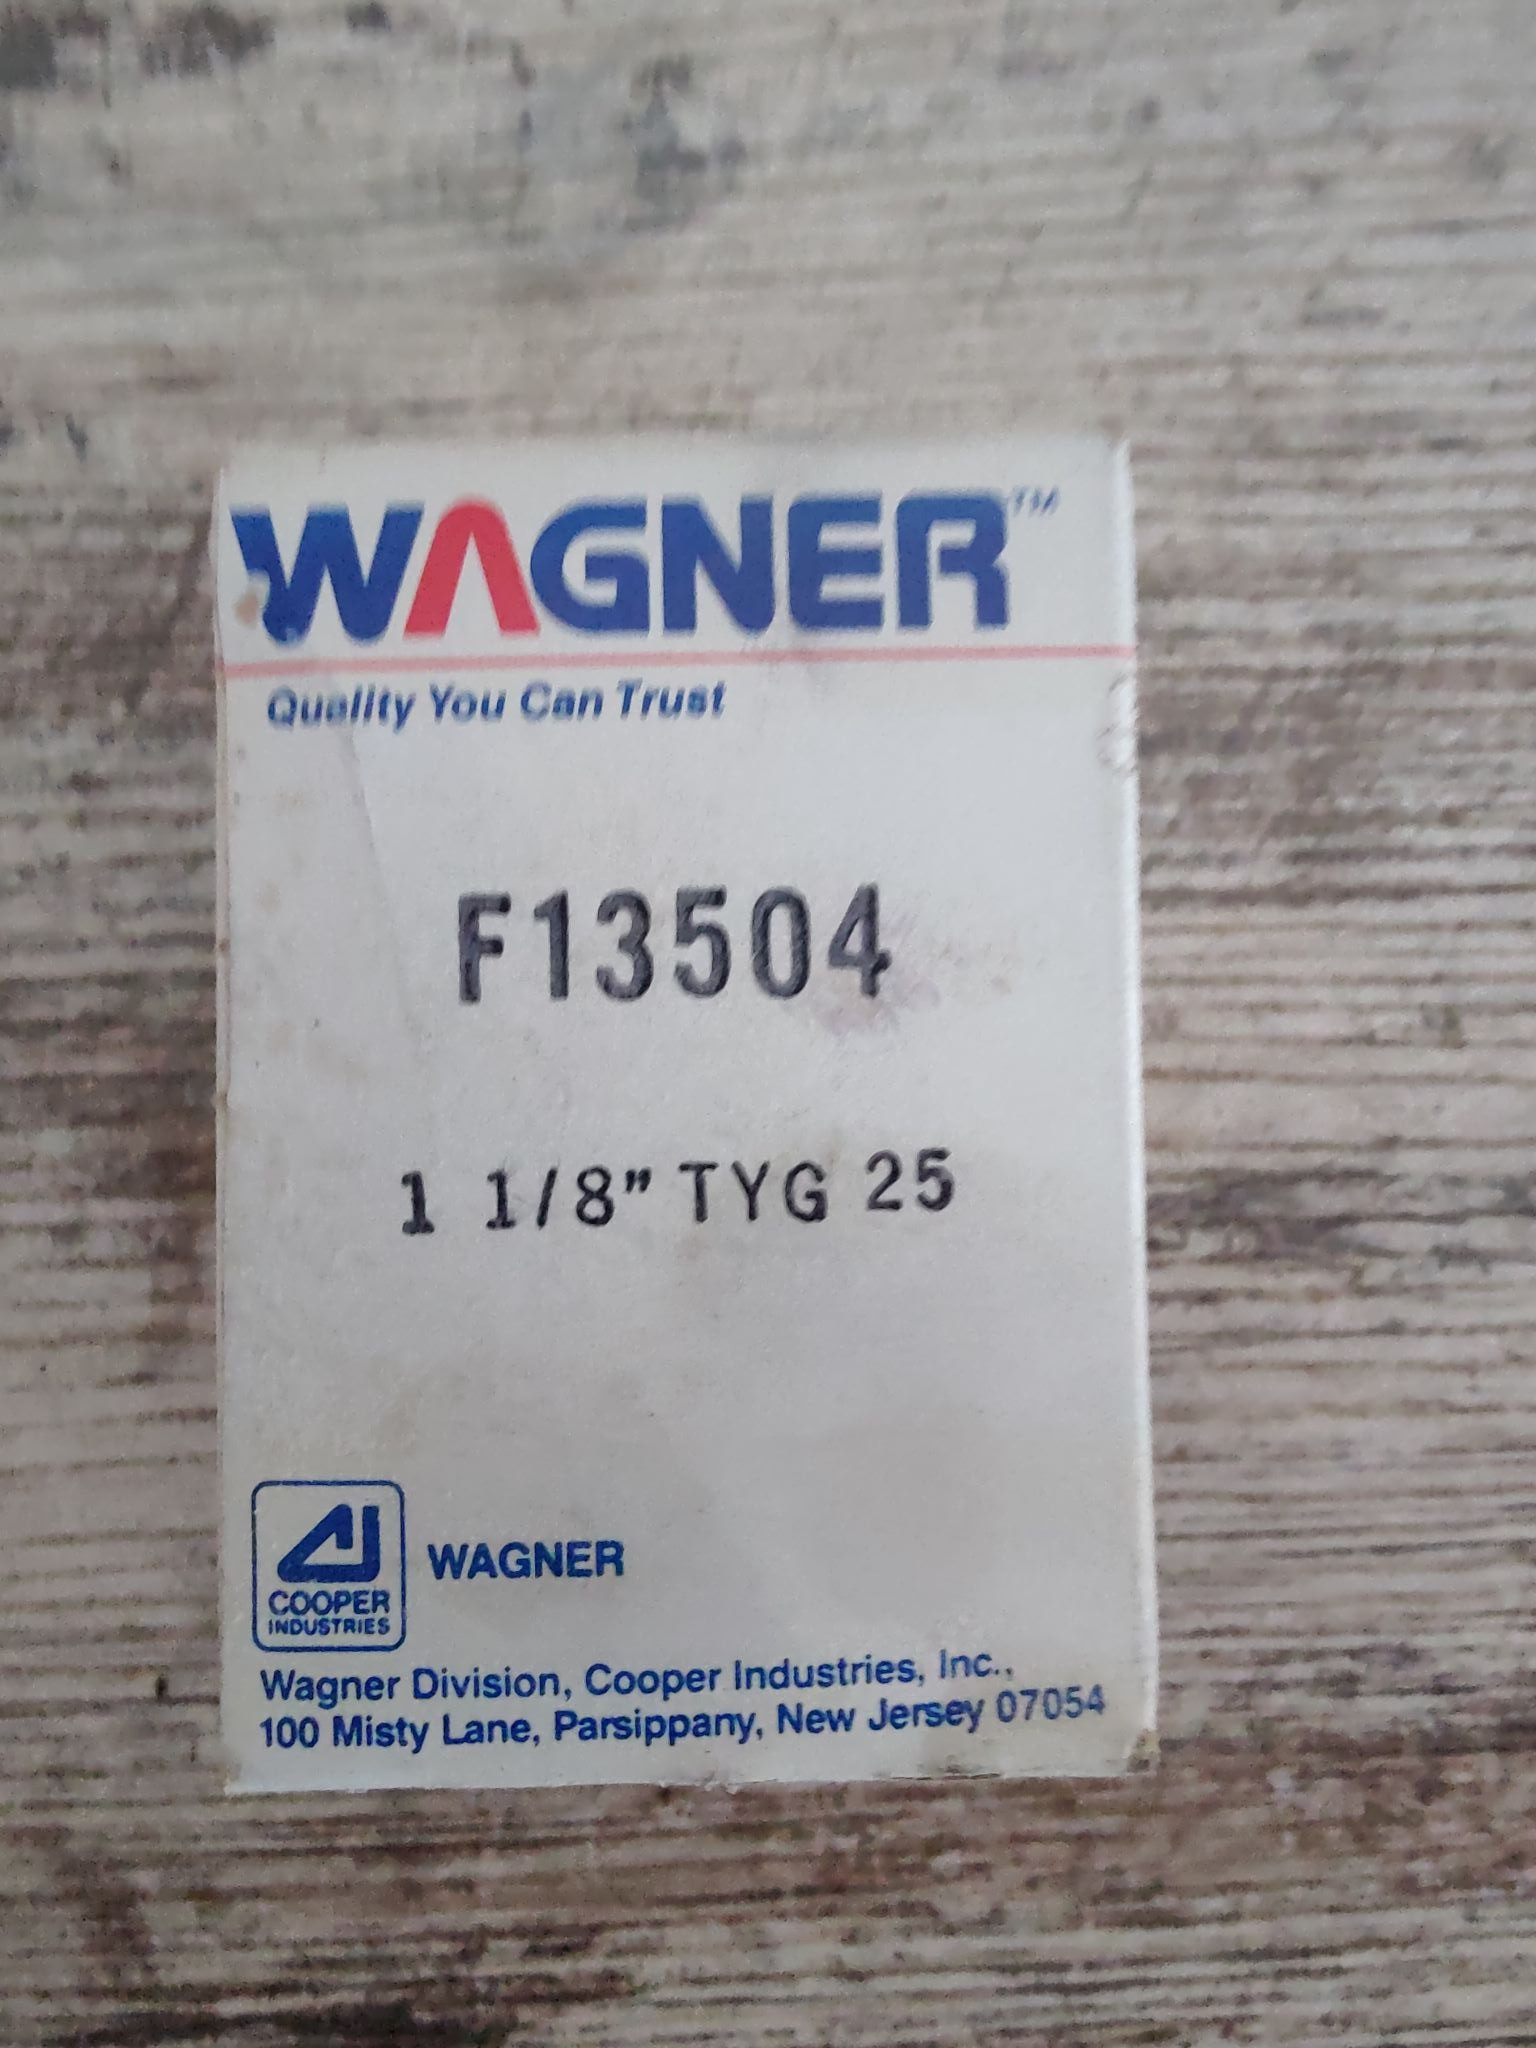 WAGNER™
Quality You Can Trust
F13504
1 1/8" TYG 25
COOPER
INDUSTRIES
WAGNER
Wagner Division, Cooper Industries, Inc.,
100 Misty Lane, Parsippany, New Jersey 07054